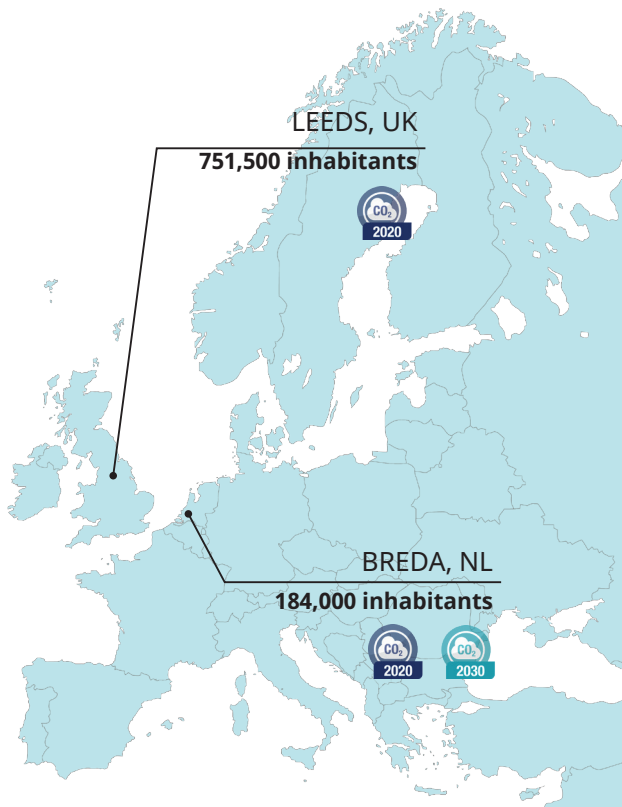 LEEDS, UK
751,500 inhabitants
CO₂
2020
BREDA, NL
184,000 inhabitants
CO₂
2020
CO₂
2030